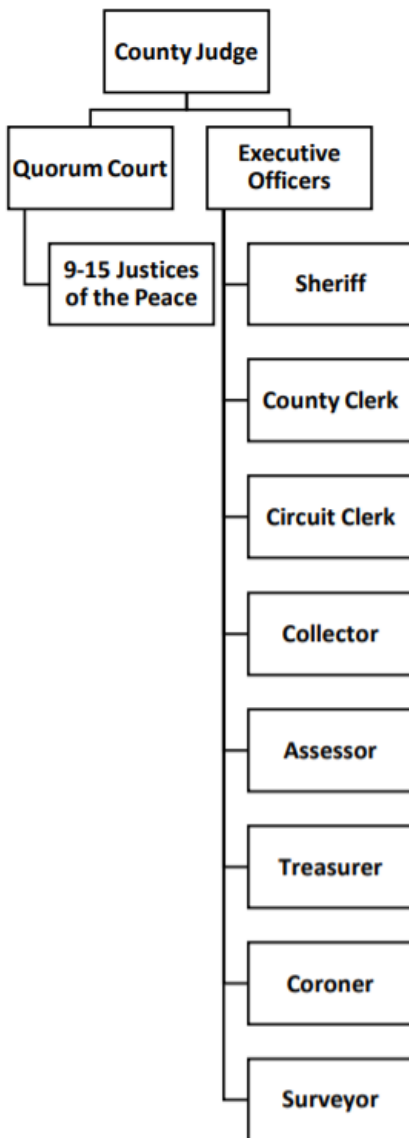 County Judge
Quorum Court
Executive
Officers
9-15 Justices
of the Peace
Sheriff
County Clerk
Circuit Clerk
Collector
Assessor
Treasurer
Coroner
Surveyor